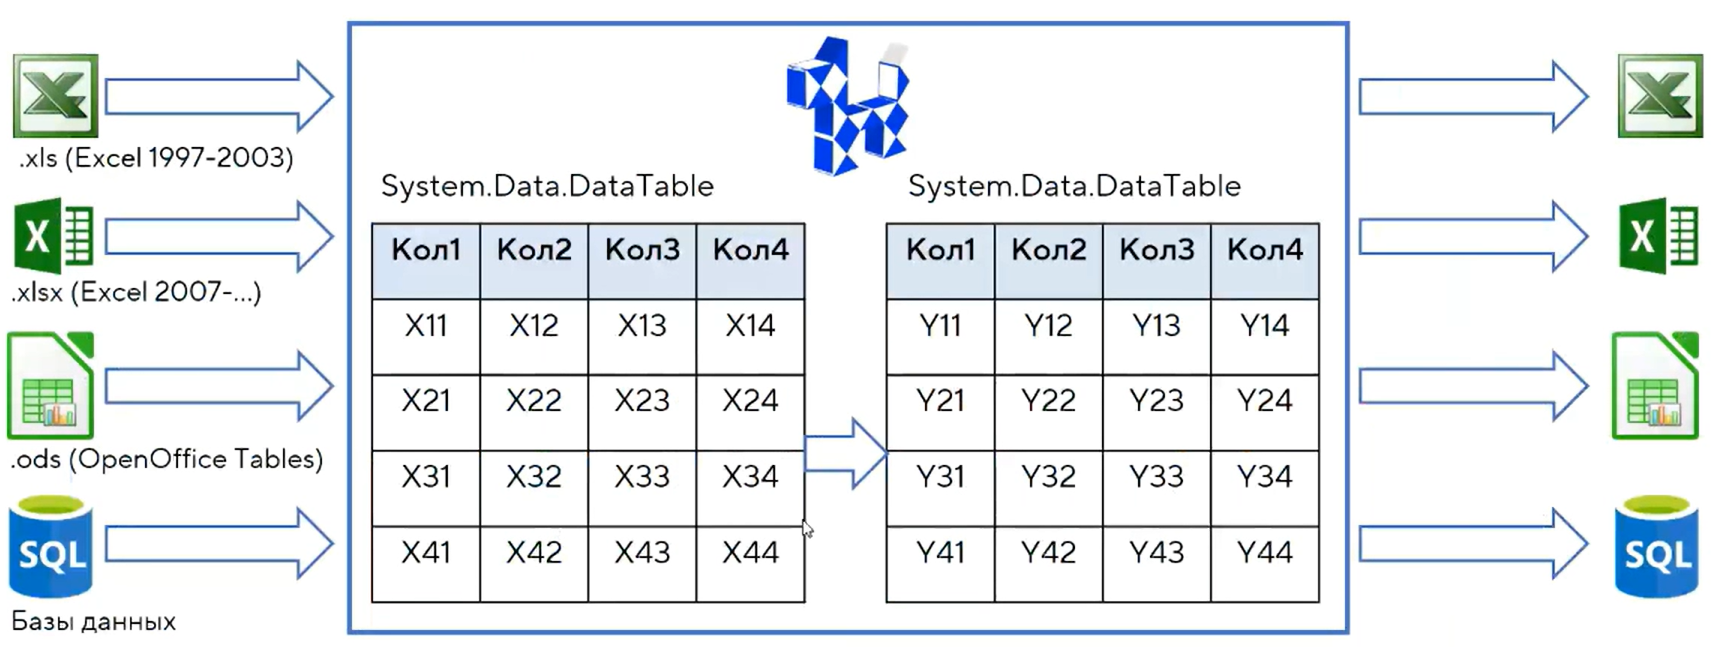 .xls (Excel 1997-2003)
X
.xlsx (Excel 2007-...)
.ods (OpenOffice Tables)
SQL
Базы данных
System.Data.DataTable
Кол1 Кол2 Кол3 Кол4
X11 X12 X13 X14
X21 X22 X23 X24
X31 X32 X33 X34
X41 X42 X43 X44
System.Data.DataTable
Кол1 Кол2 Кол3 Кол4
Y11 Y12 Y13 Y14
Y21 Y22 Y23 Y24
Y31 Y32 Y33 Y34
Y41 Y42 Y43 Y44
X
SQL